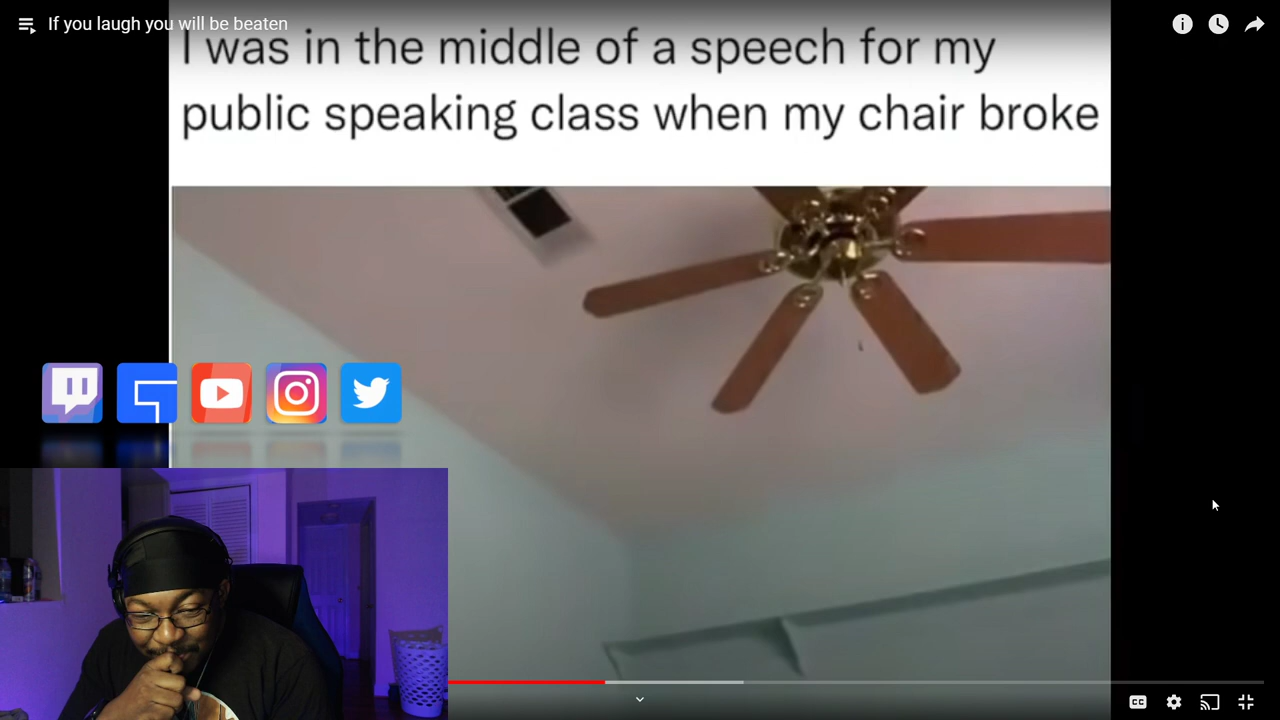 If you laugh you will be beaten
I was in the middle of a speech for my
public speaking class when my chair broke
CC